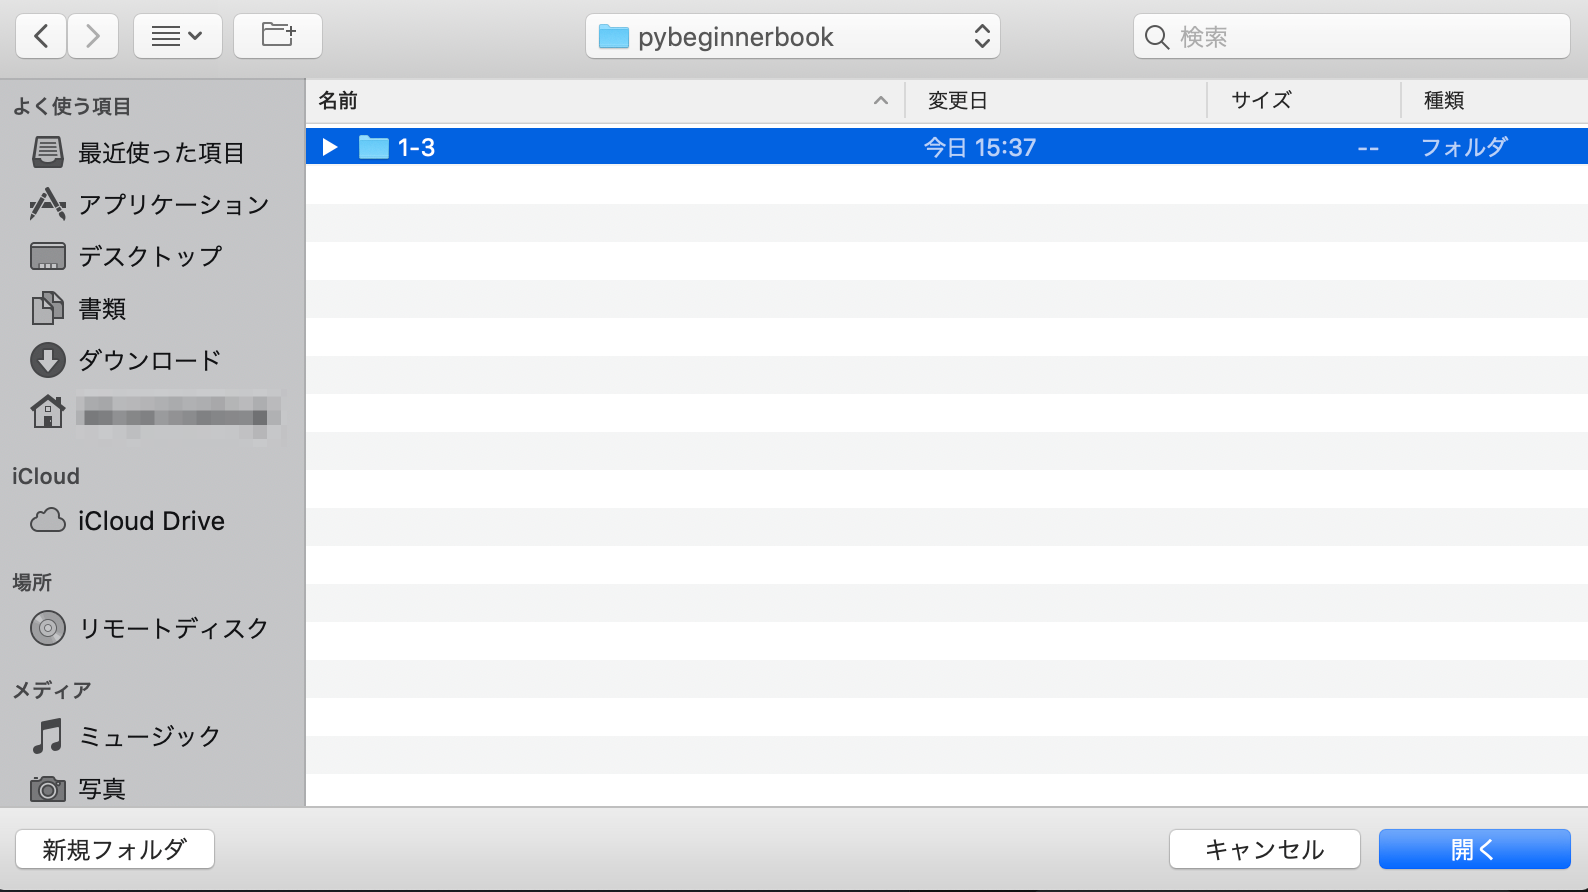 pybeginnerbook
検索
よく使う項目
最近使った項目
アプリケーション
デスクトップ
書類
ダウンロード
iCloud
iCloud Drive
場所
リモートディスク
メディア
ミュージック
写真
名前 変更日 サイズ 種類
1-3 今日 15:37 -- フォルダ
新規フォルダ
キャンセル
開く